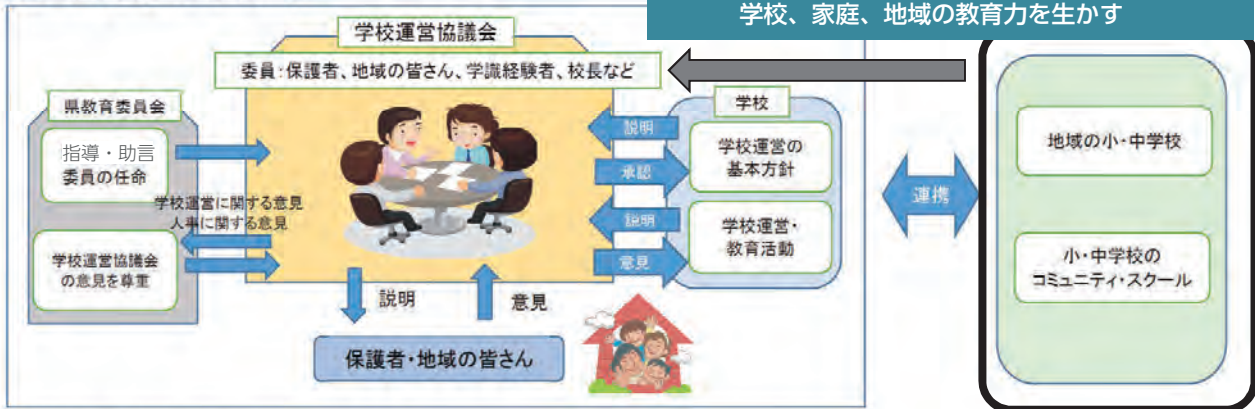 学校、家庭、地域の教育力を生かす
学校運営協議会
委員：保護者、地域の皆さん、学識経験者、校長など
県教育委員会
指導・助言
委員の任命
学校運営に関する意見
人事に関する意見
学校運営協議会
の意見を尊重
説明
承認
説明
意見
学校
学校運営の
基本方針
学校運営・
教育活動
説明
意見
保護者・地域の皆さん
連携
地域の小・中学校
小・中学校の
コミュニティ・スクール